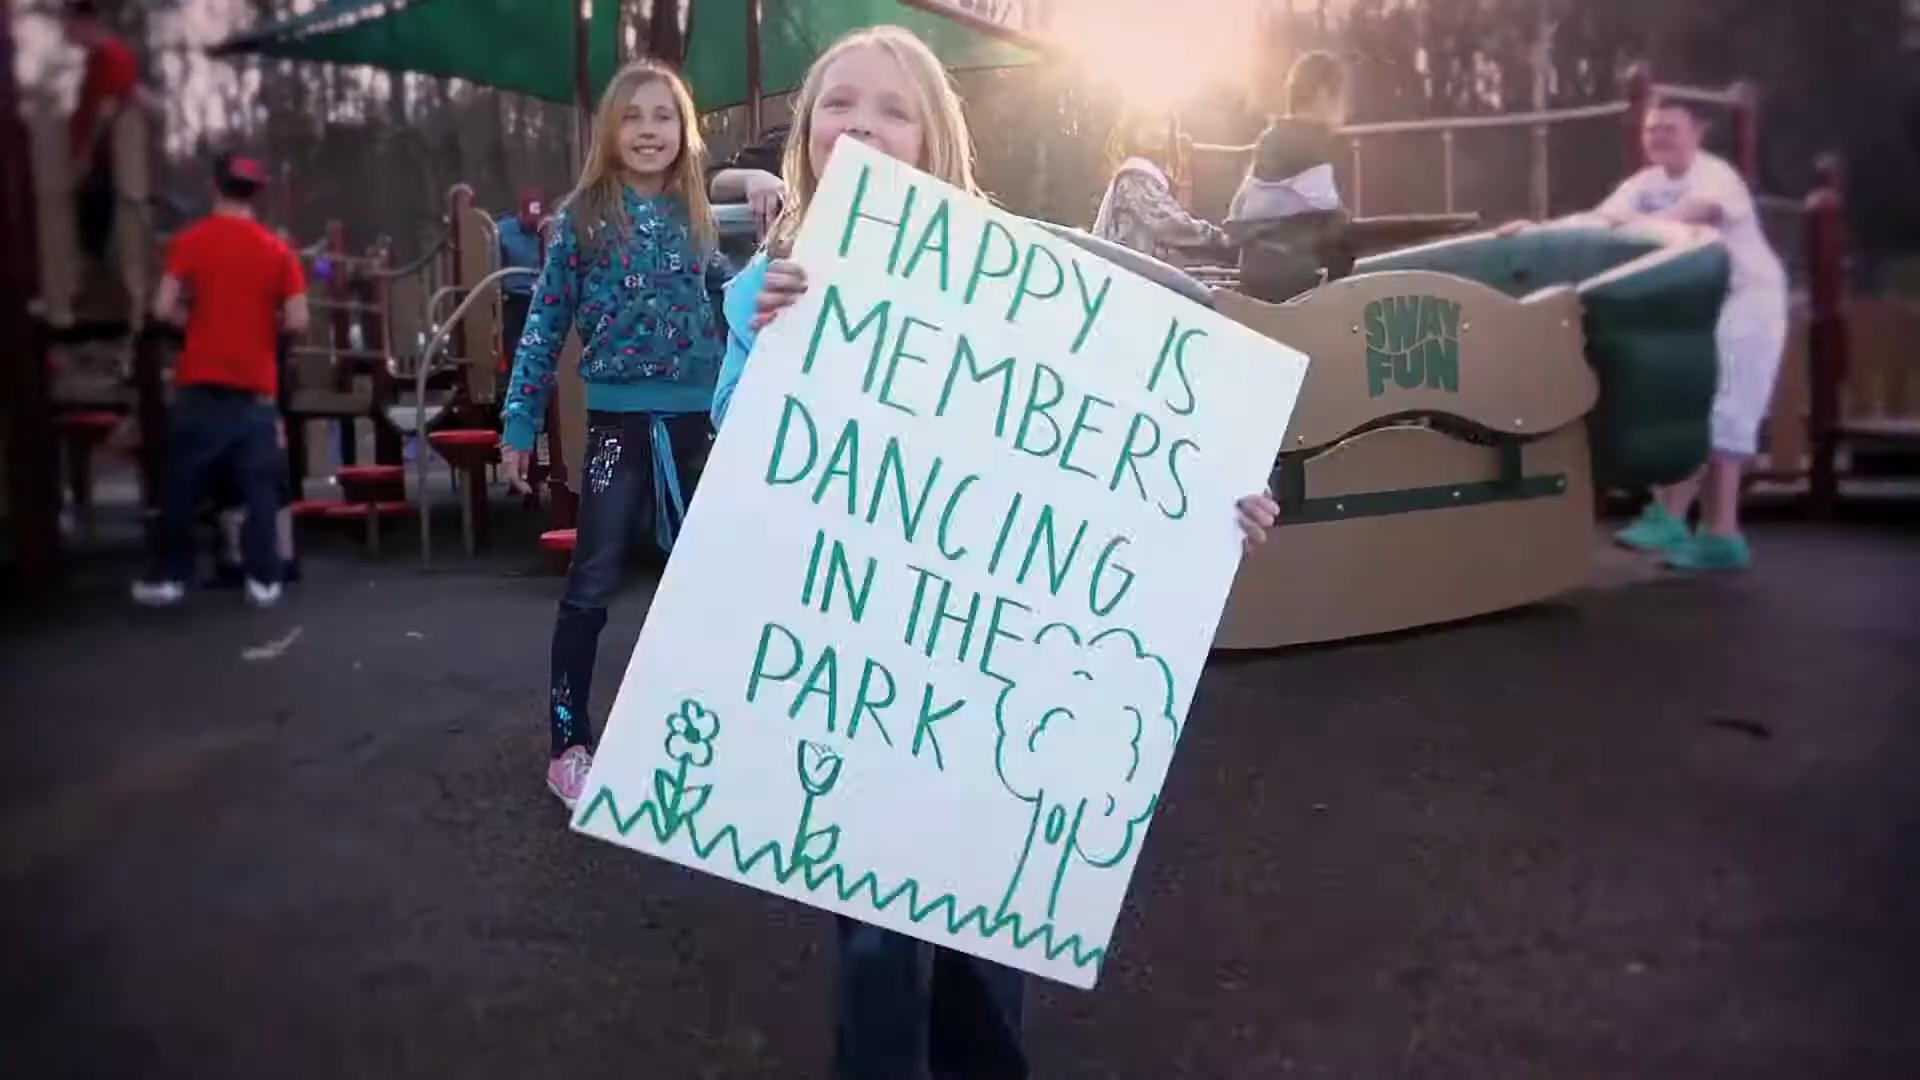 HAPPY IS
MEMBERS
DANCING
IN THE
PARK
SWAY
FUN